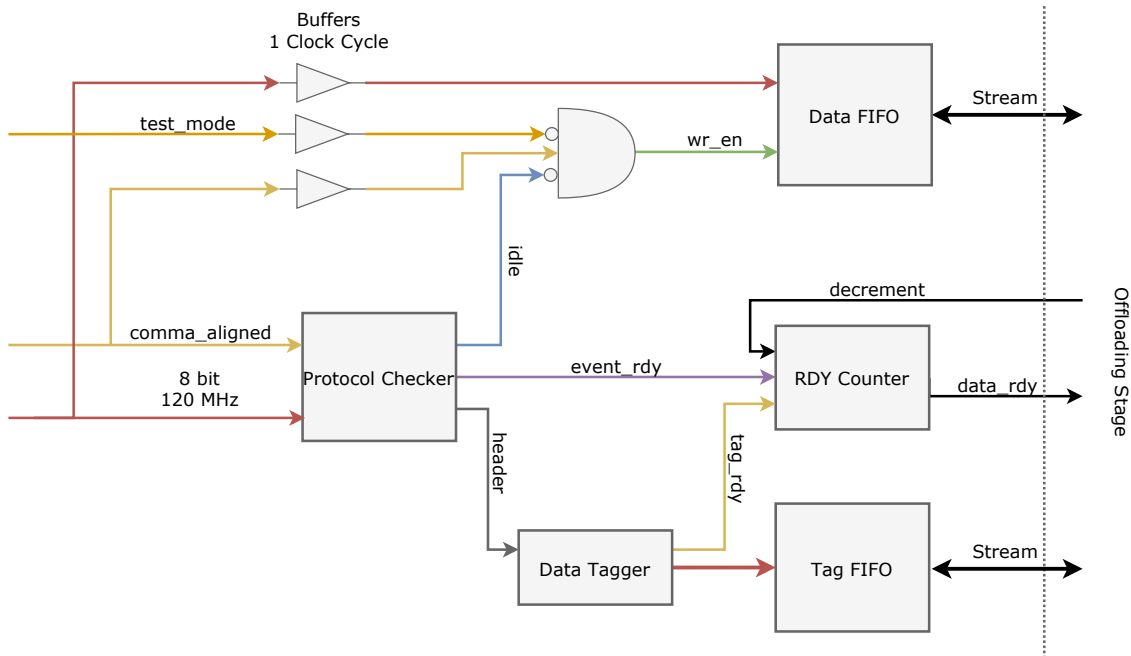 Buffers
1 Clock Cycle
test_mode
wr_en
Data FIFO
Stream
idle
decrement
comma_aligned
8 bit
120 MHz
Protocol Checker
event_rdy
RDY Counter
data_rdy
Offloading Stage
header
tag_rdy
Data Tagger
Tag FIFO
Stream